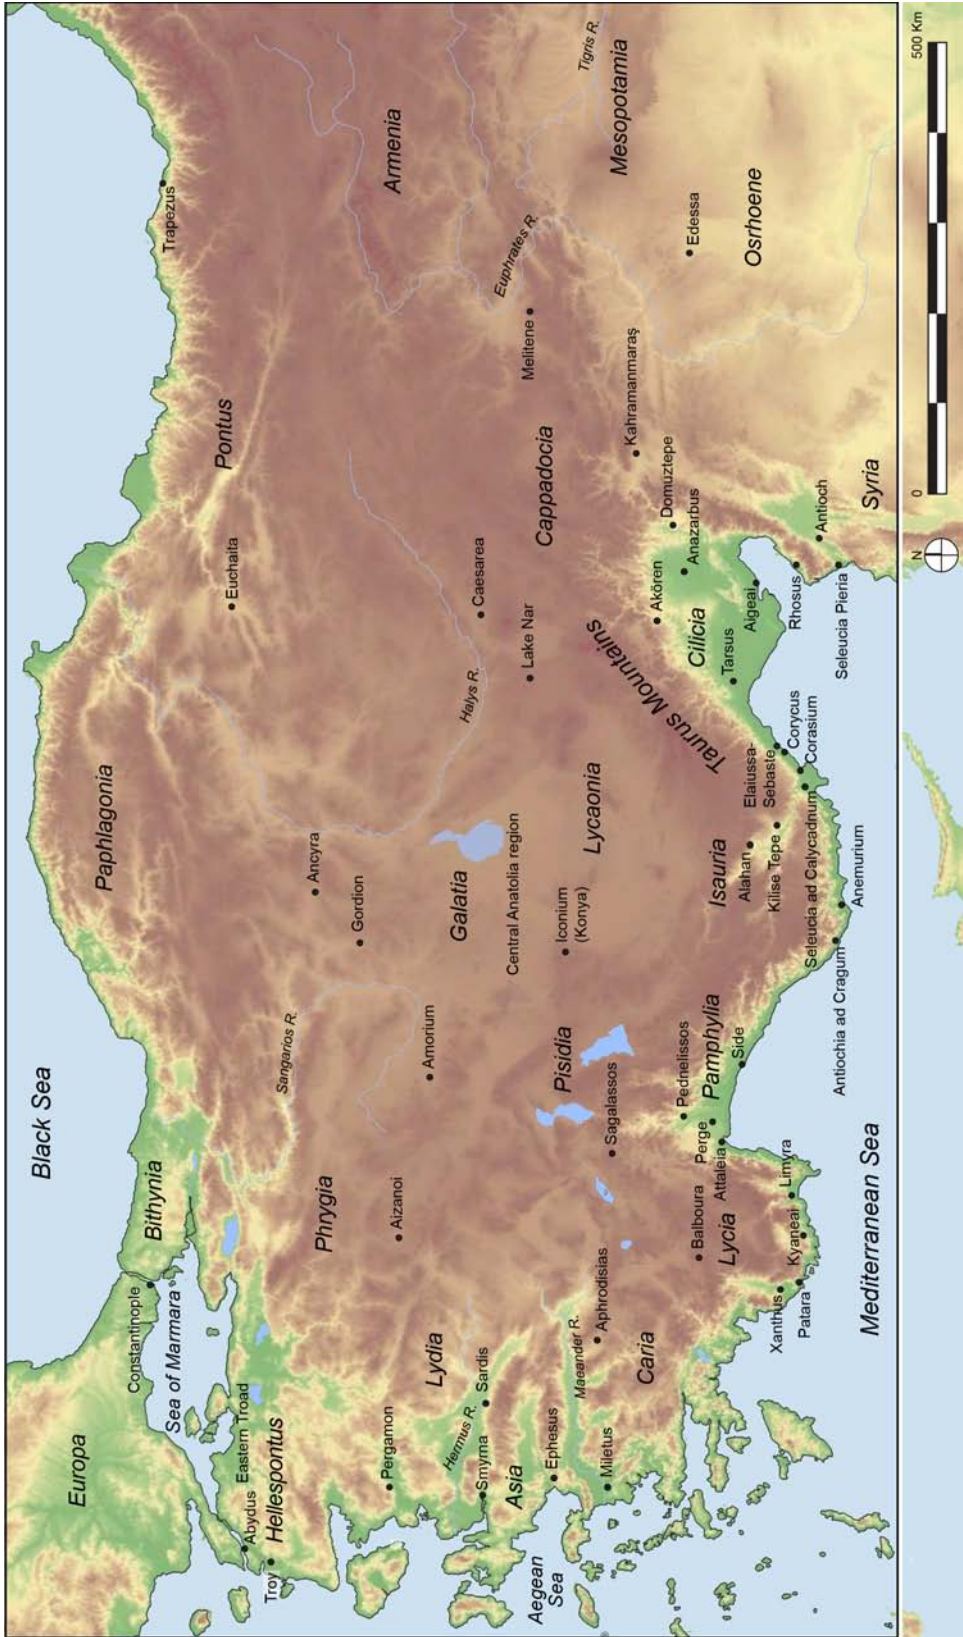 Black Sea
Europa
Constantinople
Bithynia
Paphlagonia
Pontus
Trapezus
Sea of Marmara
Abydus
Eastern Troad
Hellespontus
Troy
Sangarios R.
Euchaita
Phrygia
Ancyra
Gordion
Armenia
Pergamon
Aizanoi
Amorium
Galatia
Halys R.
Caesarea
Lydia
Hermus R.
Sardis
Smyrna
Asia
Ephesus
Central Anatolia region
Lake Nar
Cappadocia
Melitene
Euphrates R.
Tigris R.
Mesopotamia
Aegean
Sea
Miletus
Maeander R.
Aphrodisias
Caria
Pisidia
Sagalassos
Iconium
(Konya)
Lycaonia
Taurus Mountains
Kahramanmaraş
Edessa
Osrhoene
Balboura
Lycia
Pednelissos
Perge
Attaleia
Pamphylia
Side
Isauria
Alahan
Kilise Tepe
Elaiussa-
Sebaste
Corycus
Corasium
Seleucia ad Calycadnum
Cilicia
Tarsus
Akören
Domuztepe
Anazarbus
Aigeai
Rhosus
Antioch
Seleucia Pieria
Syria
Xanthus
Patara
Kyaneai
Limyra
Antiochia ad Cragum
Anemurium
Mediterranean Sea
N
0
500 Km